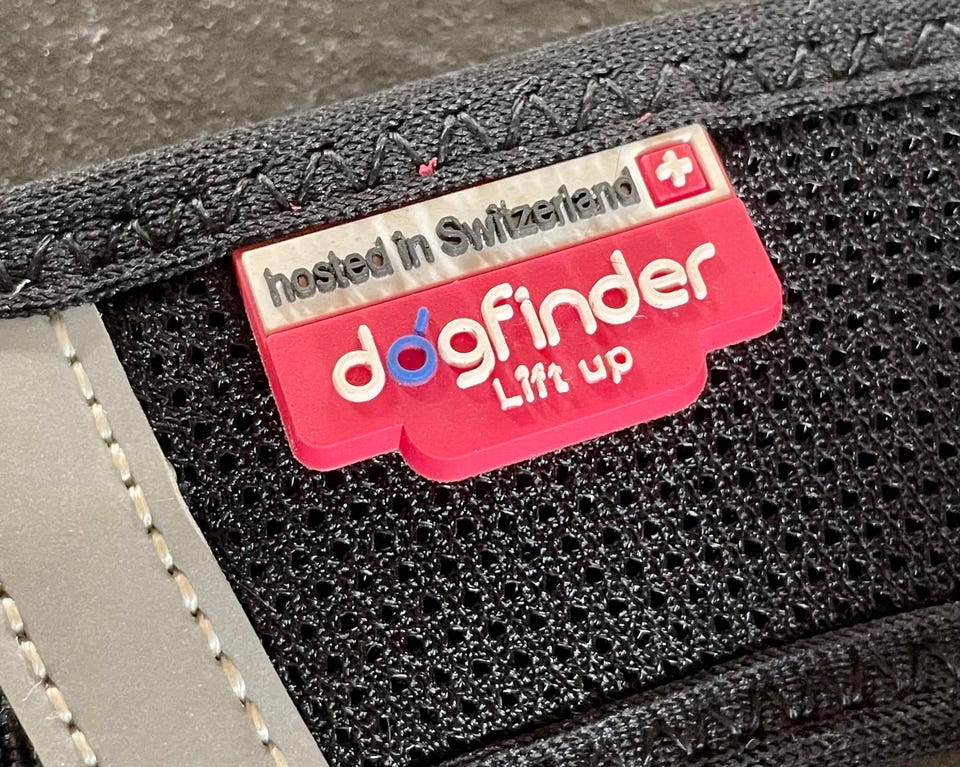 hosted in Switzerland
dogfinder
Lift up